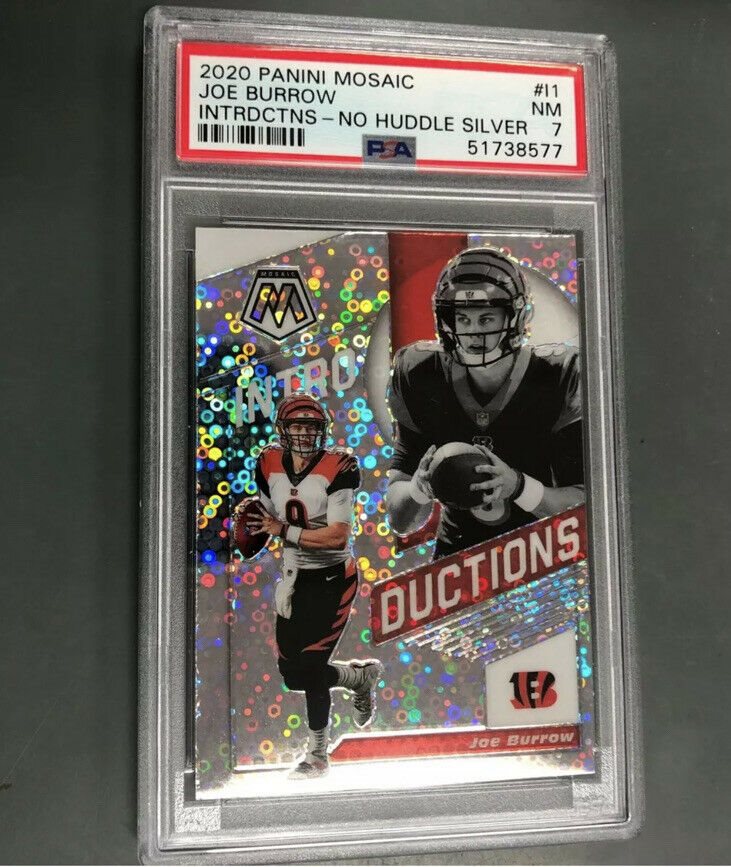 2020 PANINI MOSAIC #I1
JOE BURROW NM
INTRDCTNS – NO HUDDLE SILVER 7
PSA 51738577
MOSAIC
M
INTRO
DUCTIONS
9
B
Joe Burrow